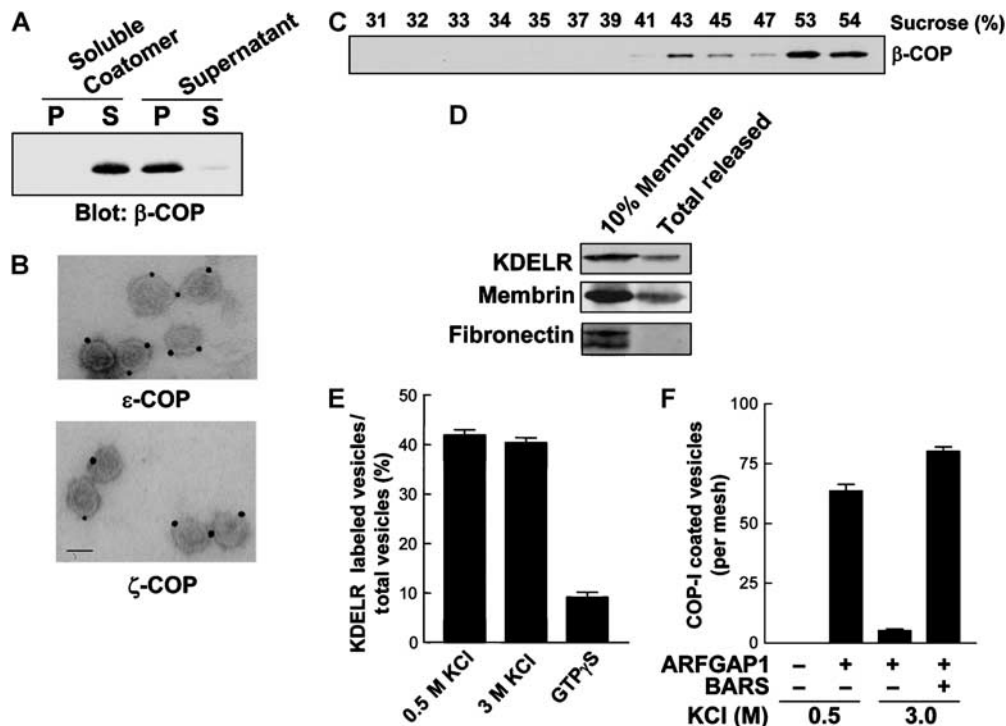 A
Soluble
Coatomer
Supernatant
P S P S
Blot: β-COP
B
ε-COP
ζ-COP
C
31 32 33 34 35 37 39 41 43 45 47 53 54 Sucrose (%)
β-COP
D
10% Membrane
Total released
KDELR
Membrin
Fibronectin
E
KDELR labeled vesicles/
total vesicles (%)
50
40
30
20
10
0
0.5 M KCl
3 M KCl
GTPγS
F
COP-I coated vesicles
(per mesh)
100
75
50
25
0
ARFGAP1 – + + +
BARS – – – +
KCl (M) 0.5 3.0